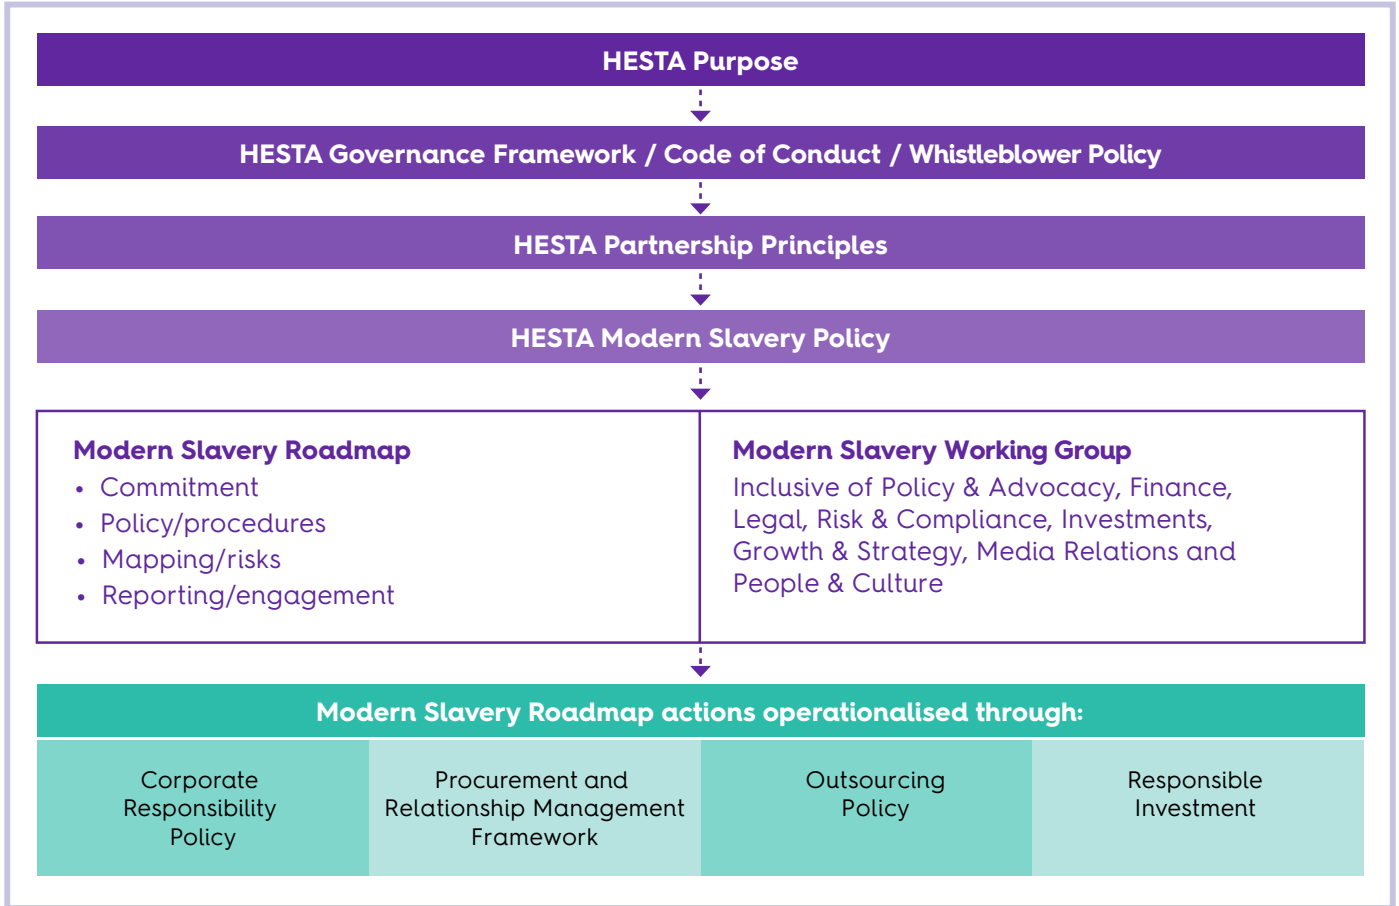 HESTA Purpose
HESTA Governance Framework / Code of Conduct / Whistleblower Policy
HESTA Partnership Principles
HESTA Modern Slavery Policy
Modern Slavery Roadmap
• Commitment
• Policy/procedures
• Mapping/risks
• Reporting/engagement
Modern Slavery Working Group
Inclusive of Policy & Advocacy, Finance,
Legal, Risk & Compliance, Investments,
Growth & Strategy, Media Relations and
People & Culture
Modern Slavery Roadmap actions operationalised through:
Corporate
Responsibility
Policy
Procurement and
Relationship Management
Framework
Outsourcing
Policy
Responsible
Investment